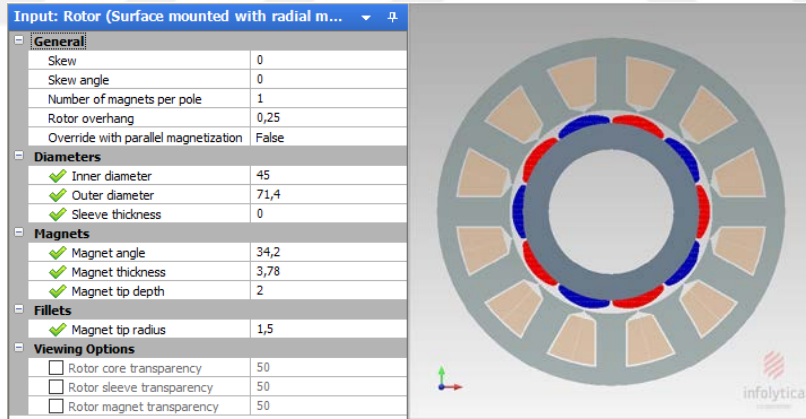 Input: Rotor (Surface mounted with radial m...
General
Skew 0
Skew angle 0
Number of magnets per pole 1
Rotor overhang 0,25
Override with parallel magnetization False
Diameters
Inner diameter 45
Outer diameter 71,4
Sleeve thickness 0
Magnets
Magnet angle 34,2
Magnet thickness 3,78
Magnet tip depth 2
Fillets
Magnet tip radius 1,5
Viewing Options
Rotor core transparency 50
Rotor sleeve transparency 50
Rotor magnet transparency 50
infolytica